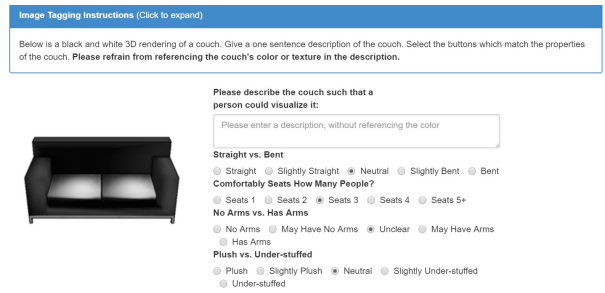 Image Tagging Instructions (Click to expand)
Below is a black and white 3D rendering of a couch. Give a one sentence description of the couch. Select the buttons which match the properties
of the couch. Please refrain from referencing the couch's color or texture in the description.
Please describe the couch such that a
person could visualize it:
Please enter a description, without referencing the color
Straight vs. Bent
Straight Slightly Straight Neutral Slightly Bent Bent
Comfortably Seats How Many People?
Seats 1 Seats 2 Seats 3 Seats 4 Seats 5+
No Arms vs. Has Arms
No Arms May Have No Arms Unclear May Have Arms
Has Arms
Plush vs. Under-stuffed
Plush Slightly Plush Neutral Slightly Under-stuffed
Under-stuffed